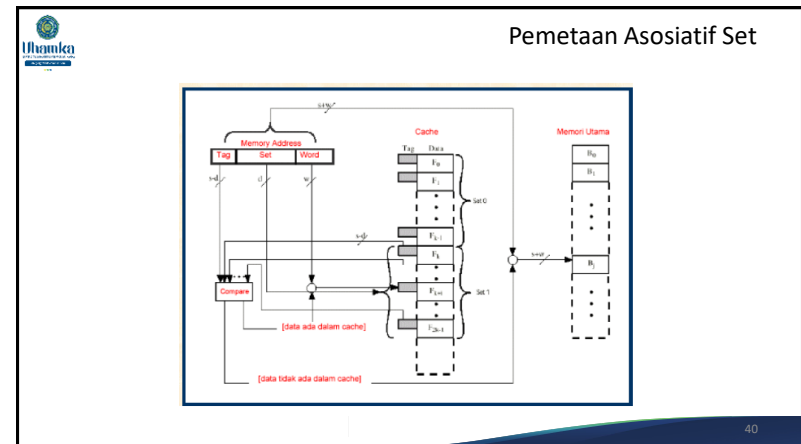 Uhamka
Pemetaan Asosiatif Set
s+w
Cache
Memori Utama
Memory Address
Tag Set Word
Tag Data
F0
F1
B0
B1
s-d
d
w
Set 0
s-d
Fk-1
Fk
s+w
Bj
Compare
Fk+i
Set 1
[data ada dalam cache]
F2k-1
[data tidak ada dalam cache]
40